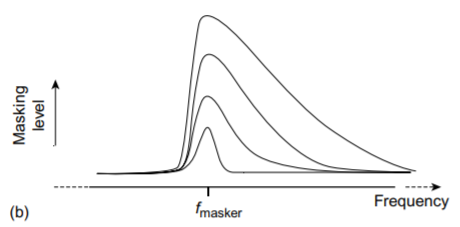 Masking
level
Frequency
(b)
fmasker